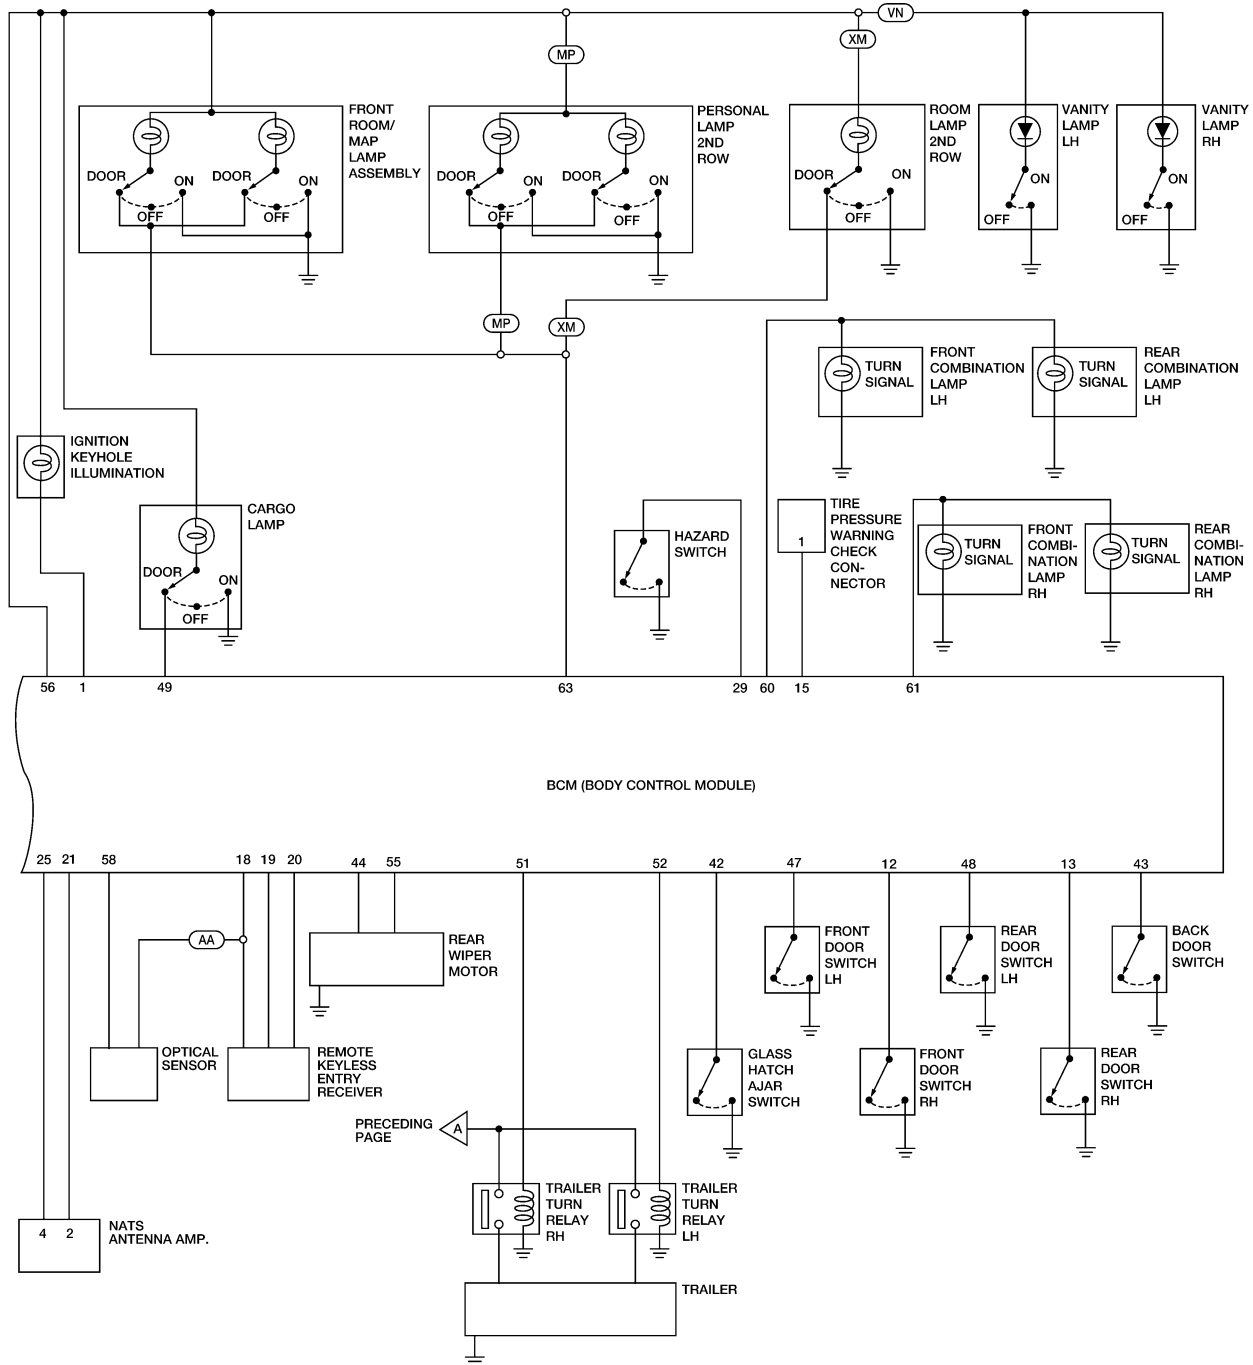 VN
XM
MP
FRONT
ROOM/
MAP
LAMP
ASSEMBLY
DOOR
ON
OFF
DOOR
ON
OFF
PERSONAL
LAMP
2ND
ROW
DOOR
ON
OFF
DOOR
ON
OFF
ROOM
LAMP
2ND
ROW
DOOR
ON
OFF
VANITY
LAMP
LH
ON
OFF
VANITY
LAMP
RH
ON
OFF
MP
XM
TURN
SIGNAL
FRONT
COMBINATION
LAMP
LH
TURN
SIGNAL
REAR
COMBINATION
LAMP
LH
IGNITION
KEYHOLE
ILLUMINATION
CARGO
LAMP
DOOR
ON
OFF
HAZARD
SWITCH
1
TIRE
PRESSURE
WARNING
CHECK
CON-
NECTOR
TURN
SIGNAL
FRONT
COMBI-
NATION
LAMP
RH
TURN
SIGNAL
REAR
COMBI-
NATION
LAMP
RH
56 1 49 63 29 60 15 61
BCM (BODY CONTROL MODULE)
25 21 58 18 19 20 44 55 51 52 42 47 12 48 13 43
AA
REAR
WIPER
MOTOR
FRONT
DOOR
SWITCH
LH
REAR
DOOR
SWITCH
LH
BACK
DOOR
SWITCH
OPTICAL
SENSOR
REMOTE
KEYLESS
ENTRY
RECEIVER
GLASS
HATCH
AJAR
SWITCH
FRONT
DOOR
SWITCH
RH
REAR
DOOR
SWITCH
RH
PRECEDING
PAGE
A
TRAILER
TURN
RELAY
RH
TRAILER
TURN
RELAY
LH
4 2
NATS
ANTENNA AMP.
TRAILER